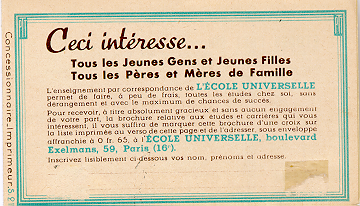 Ceci intéresse...
Tous les Jeunes Gens et Jeunes Filles
Tous les Pères et Mères de Famille
L'enseignement par correspondance de L'ÉCOLE UNIVERSELLE
permet de faire, à peu de frais, toutes les études chez soi, sans
dérangement et avec le maximum de chances de succès.
Pour recevoir, à titre absolument gracieux et sans aucun engagement
de votre part, la brochure relative aux études et carrières qui vous
intéressent, il vous suffira de marquer cette brochure d'une croix sur
la liste imprimée au verso de cette page et de l'adresser, sous enveloppe
affranchie à 0 fr. 65, à l'ÉCOLE UNIVERSELLE, boulevard
Exelmans, 59, Paris (16e).
Inscrivez lisiblement ci-dessous vos nom, prénoms et adresse.
Concessionnaire-Imprimeur